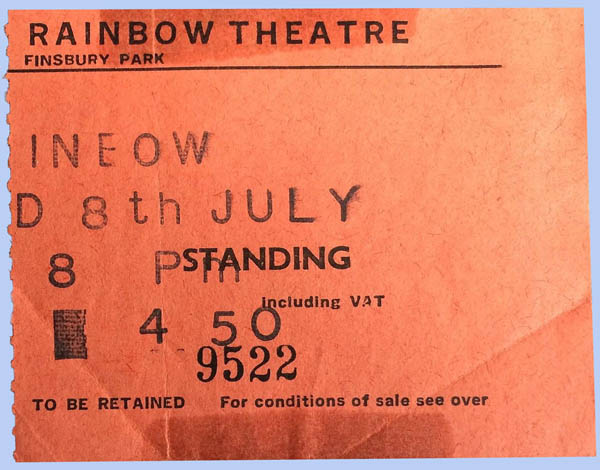 RAINBOW THEATRE
FINSBURY PARK
INEOW
D 8th JULY
8 Pm STANDING
including VAT
4 50
9522
TO BE RETAINED For conditions of sale see over